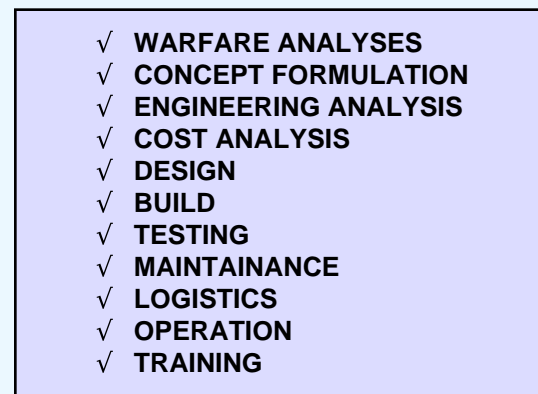 √ WARFARE ANALYSES
√ CONCEPT FORMULATION
√ ENGINEERING ANALYSIS
√ COST ANALYSIS
√ DESIGN
√ BUILD
√ TESTING
√ MAINTAINANCE
√ LOGISTICS
√ OPERATION
√ TRAINING